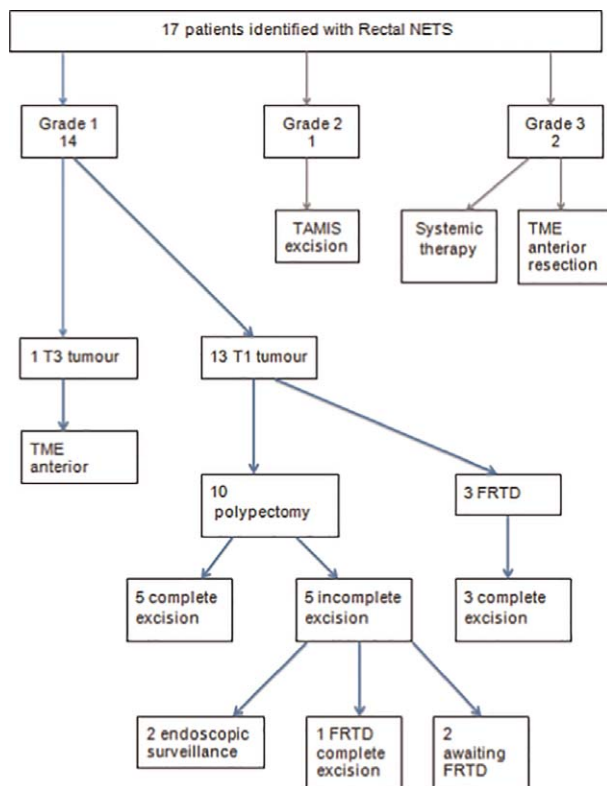 17 patients identified with Rectal NETS
Grade 1
14
Grade 2
1
Grade 3
2
TAMIS
excision
Systemic
therapy
TME
anterior
resection
1 T3 tumour
13 T1 tumour
TME
anterior
10
polypectomy
3 FRTD
5 complete
excision
5 incomplete
excision
3 complete
excision
2 endoscopic
surveillance
1 FRTD
complete
excision
2
awaiting
FRTD